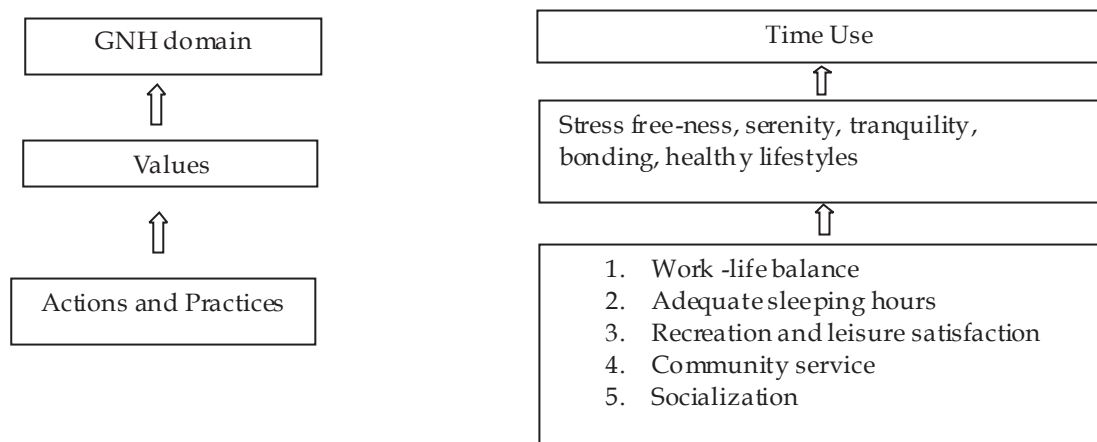 GNH domain
Values
Actions and Practices
Time Use
Stress free-ness, serenity, tranquility,
bonding, healthy lifestyles
1. Work -life balance
2. Adequate sleeping hours
3. Recreation and leisure satisfaction
4. Community service
5. Socialization